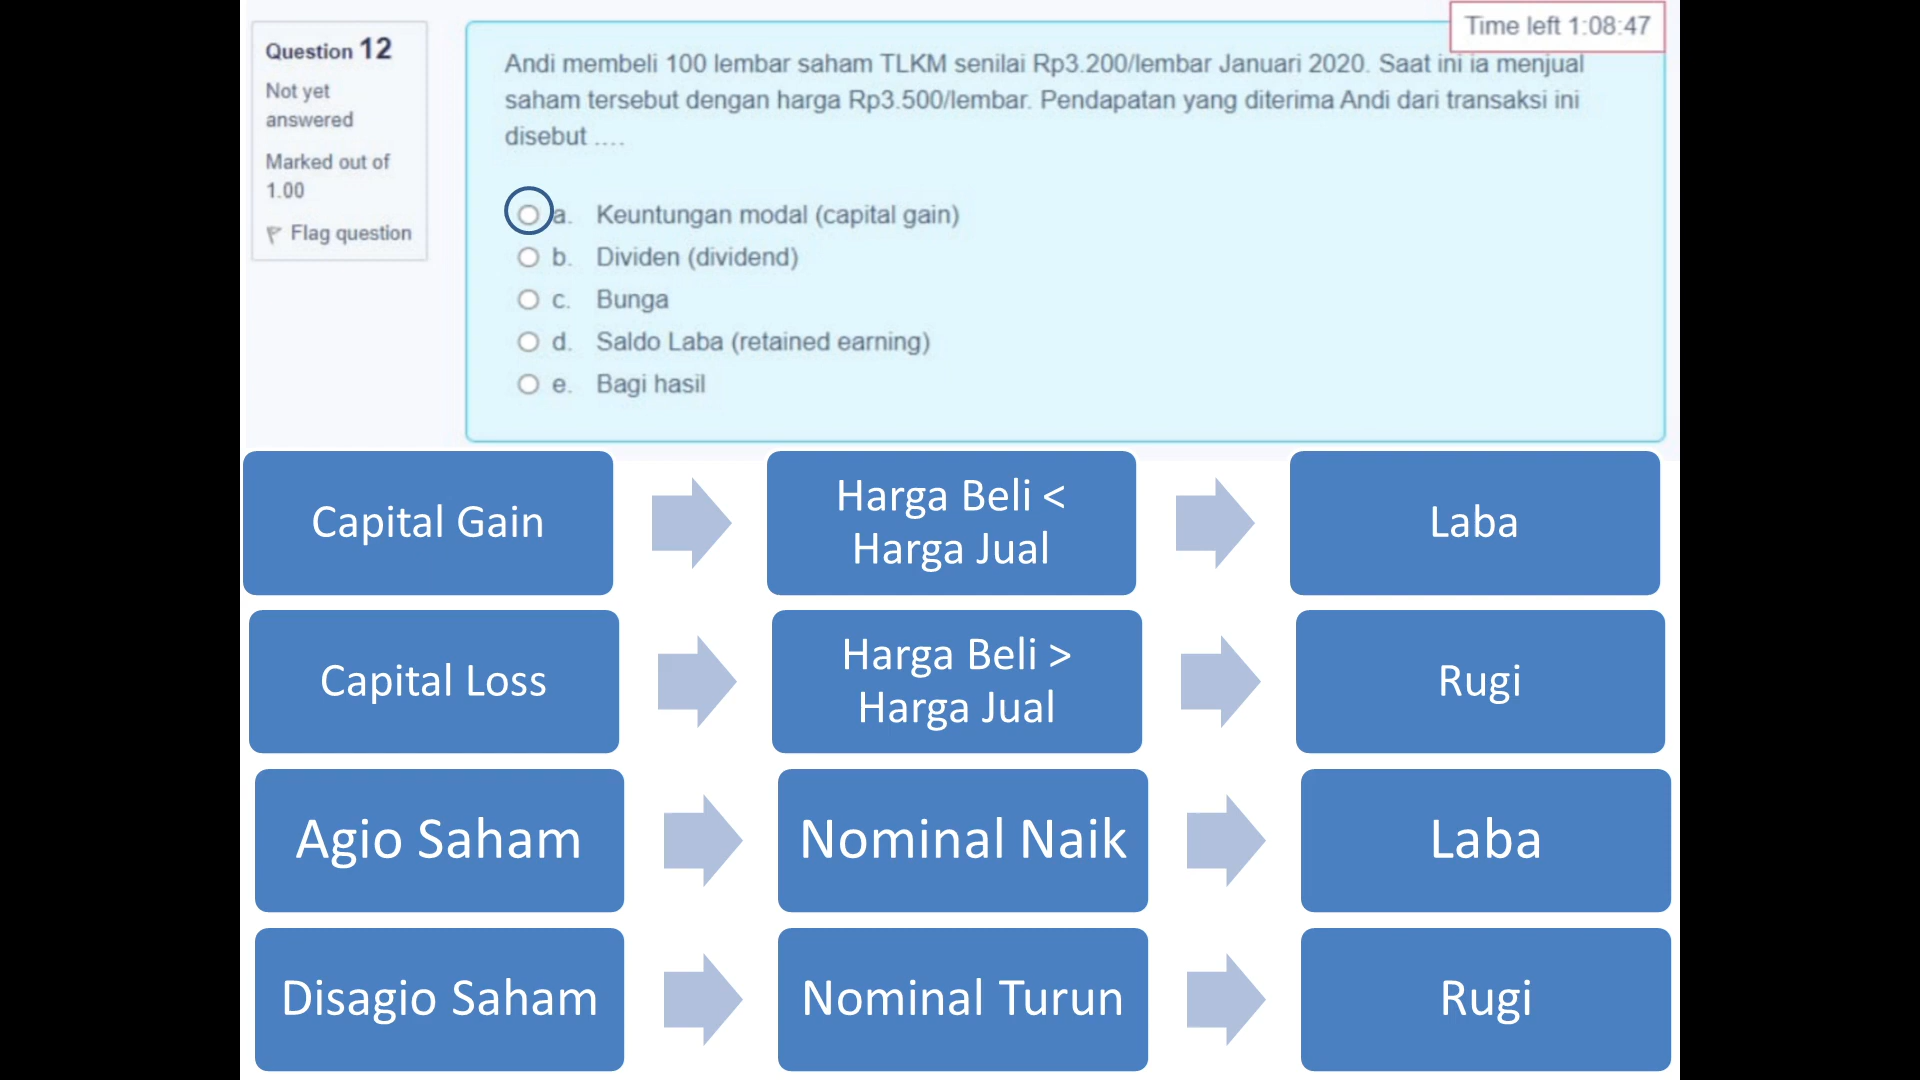 Time left 1:08:47
Question 12
Not yet
answered
Marked out of
1.00
Flag question
Andi membeli 100 lembar saham TLKM senilai Rp3.200/lembar Januari 2020. Saat ini ia menjual
saham tersebut dengan harga Rp3.500/lembar. Pendapatan yang diterima Andi dari transaksi ini
disebut ....
a. Keuntungan modal (capital gain)
b. Dividen (dividend)
c. Bunga
d. Saldo Laba (retained earning)
e. Bagi hasil
Capital Gain
Harga Beli <
Harga Jual
Laba
Capital Loss
Harga Beli >
Harga Jual
Rugi
Agio Saham
Nominal Naik
Laba
Disagio Saham
Nominal Turun
Rugi